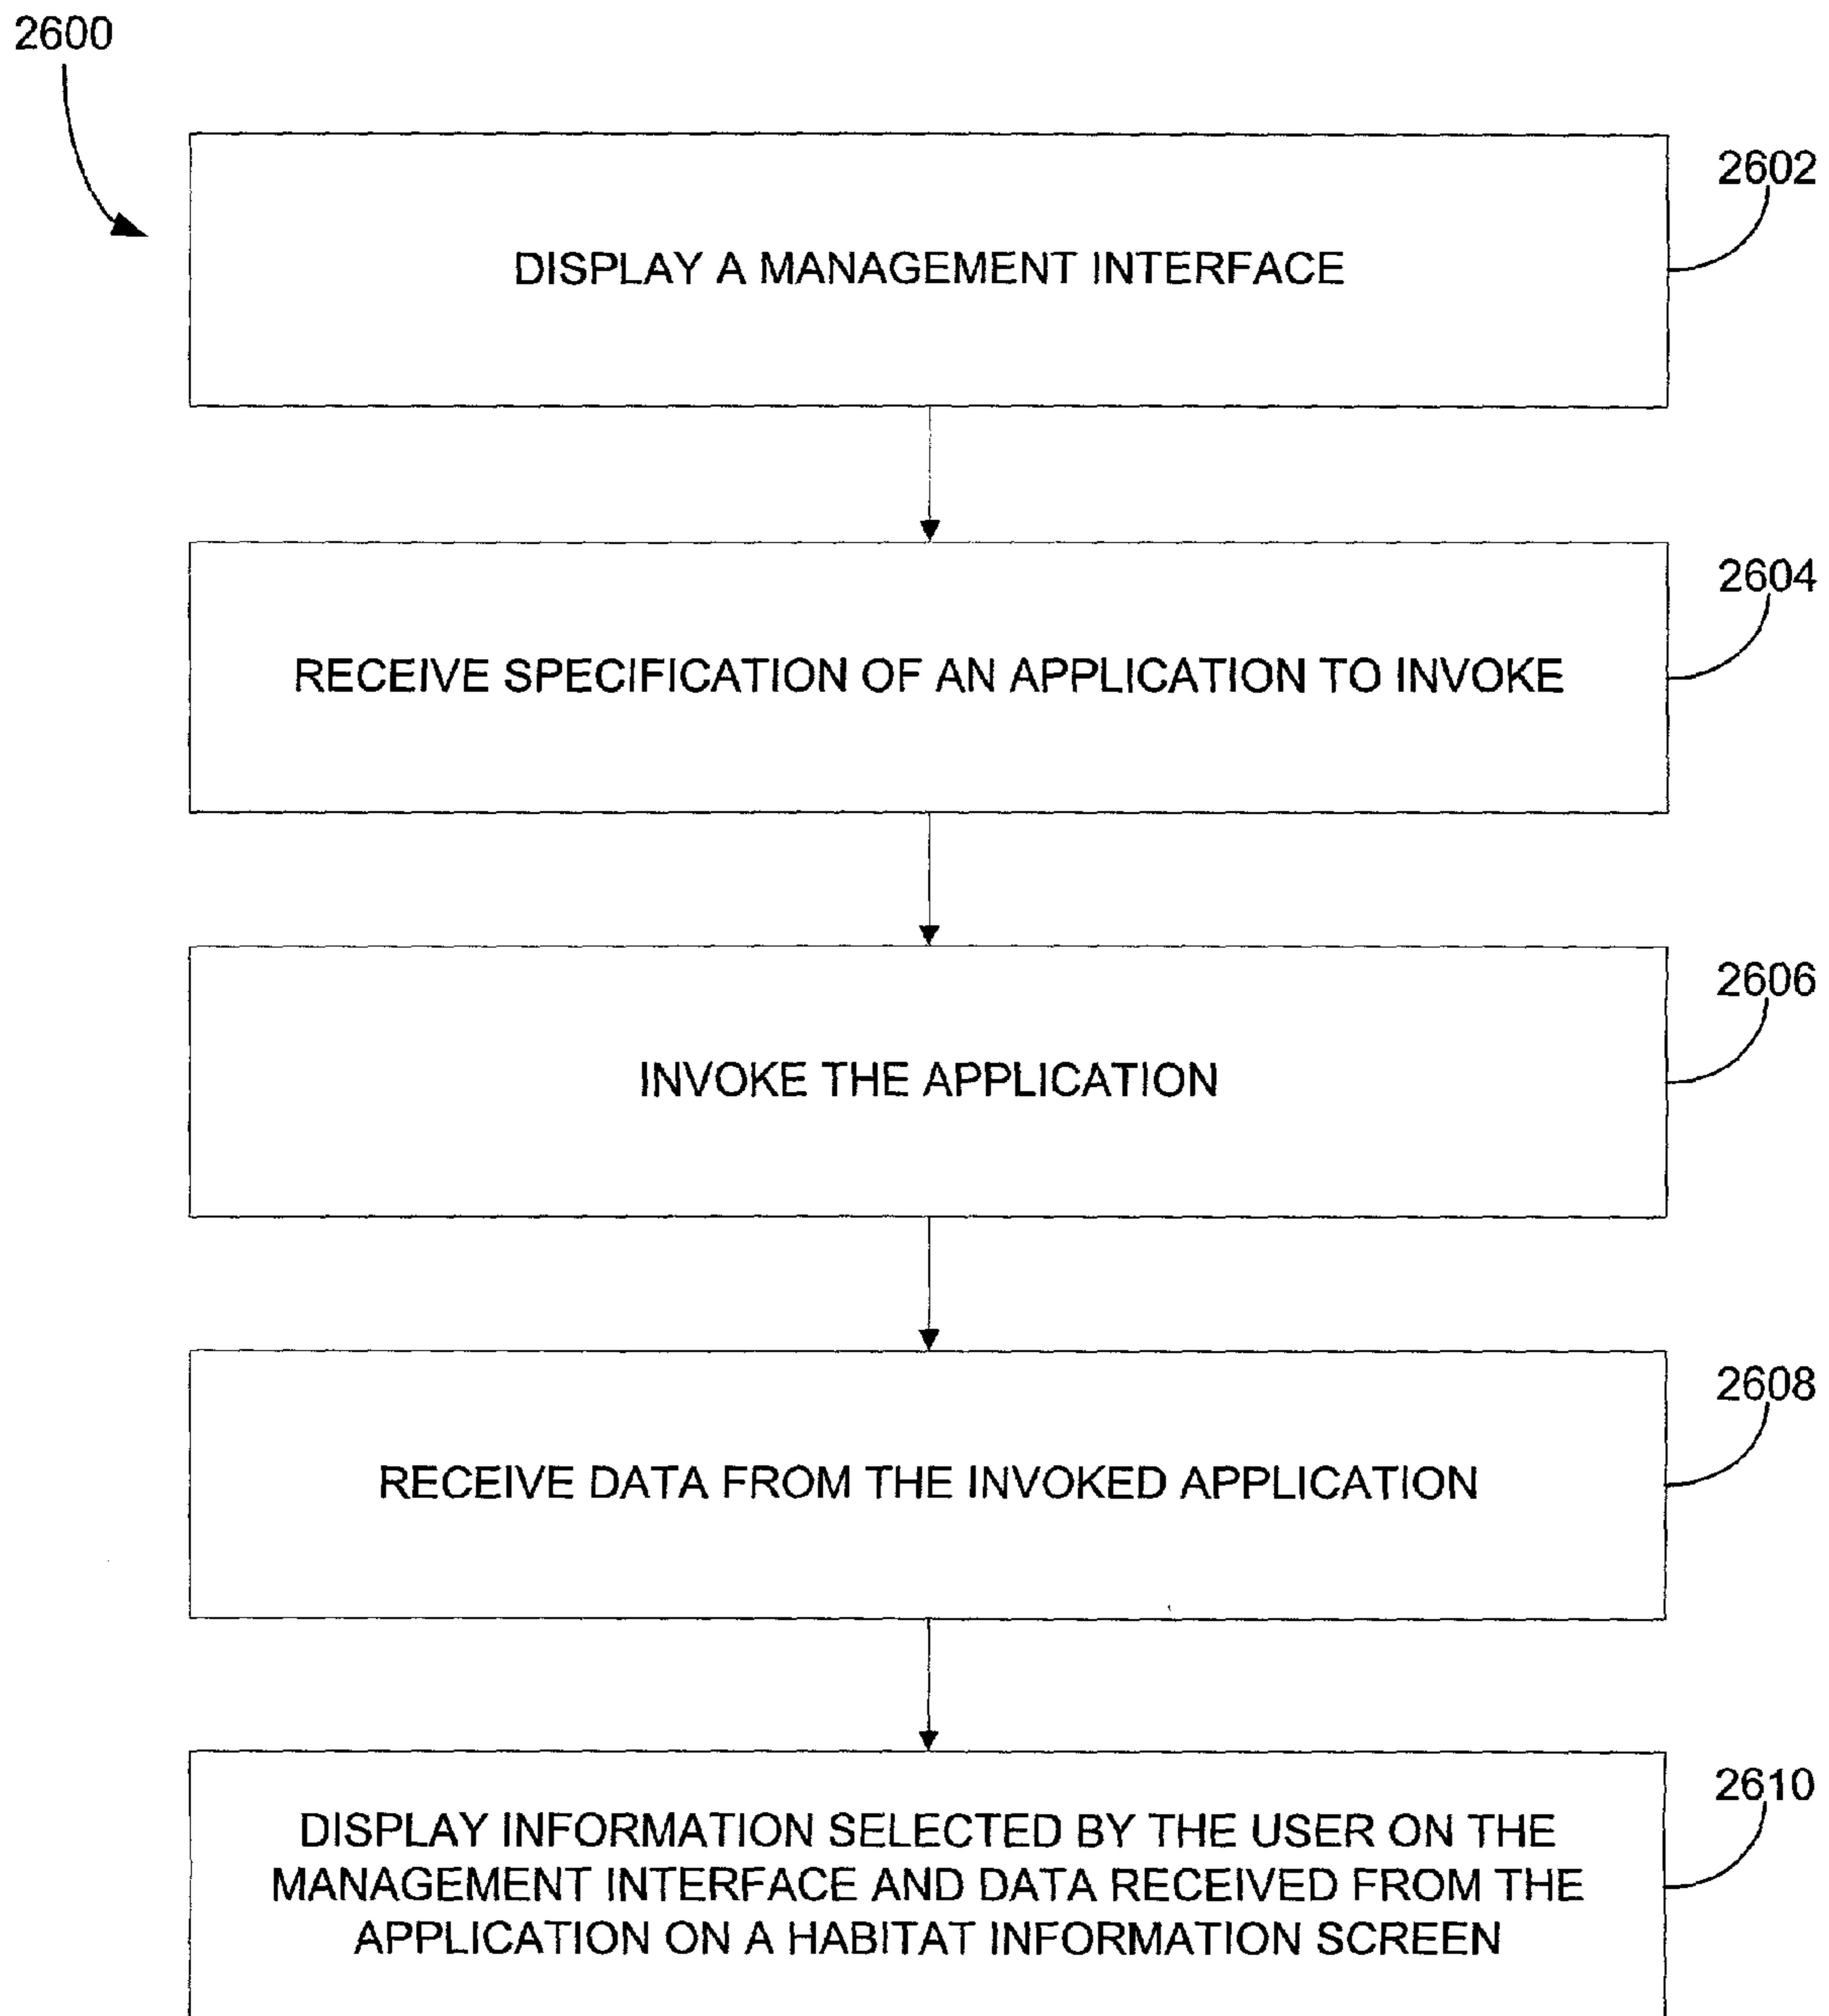 2600
2602
DISPLAY A MANAGEMENT INTERFACE
2604
RECEIVE SPECIFICATION OF AN APPLICATION TO INVOKE
2606
INVOKE THE APPLICATION
2608
RECEIVE DATA FROM THE INVOKED APPLICATION
2610
DISPLAY INFORMATION SELECTED BY THE USER ON THE
MANAGEMENT INTERFACE AND DATA RECEIVED FROM THE
APPLICATION ON A HABITAT INFORMATION SCREEN